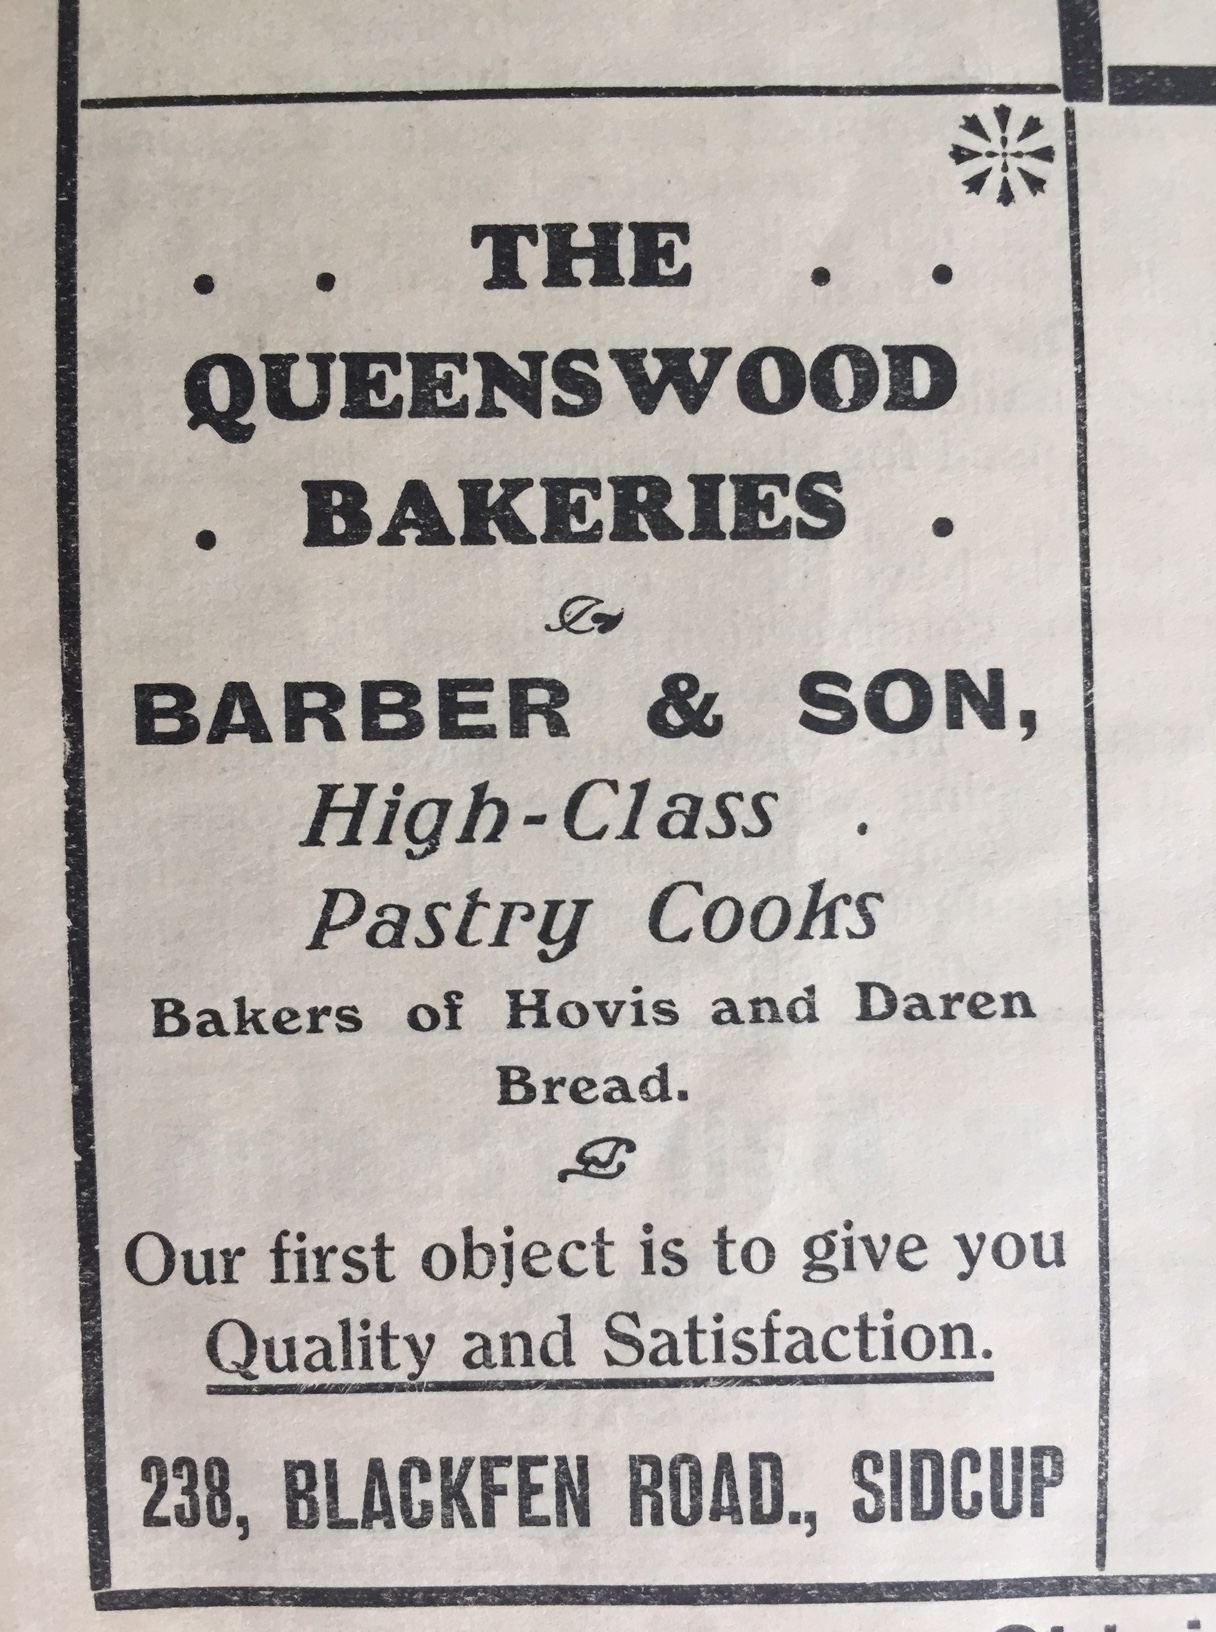 . . THE . .
QUEENSWOOD
. BAKERIES .
BARBER & SON,
High-Class .
Pastry Cooks
Bakers of Hovis and Daren
Bread.
Our first object is to give you
Quality and Satisfaction.
238, BLACKFEN ROAD., SIDCUP